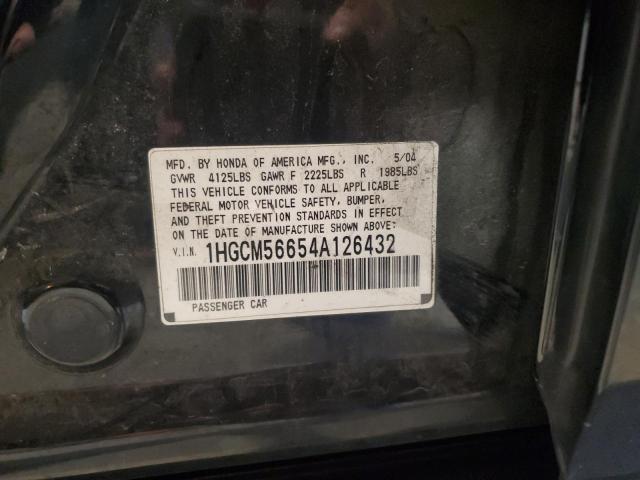 MFD. BY HONDA OF AMERICA MFG., INC. 5/04
GVWR 4125LBS GAWR F 2225LBS R 1985LBS
THIS VEHICLE CONFORMS TO ALL APPLICABLE
FEDERAL MOTOR VEHICLE SAFETY, BUMPER,
AND THEFT PREVENTION STANDARDS IN EFFECT
ON THE DATE OF MANUFACTURE SHOWN ABOVE.
V.I.N. 1HGCM56654A126432
PASSENGER CAR